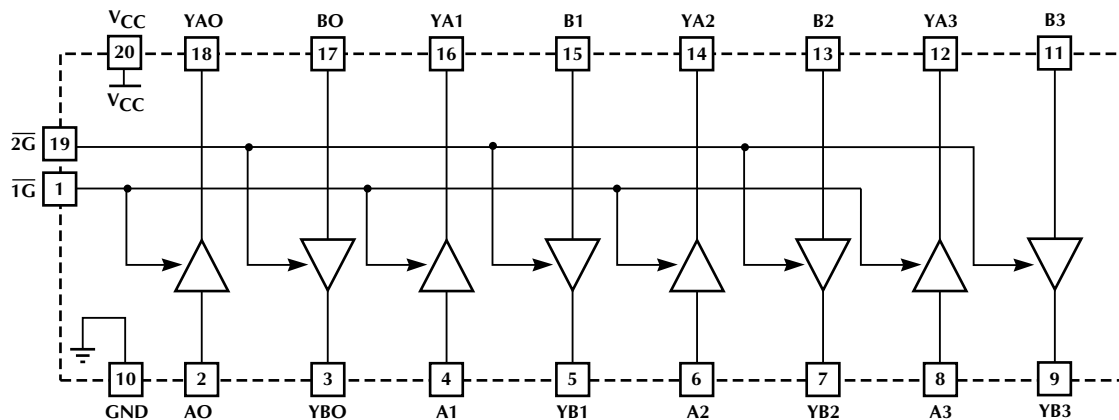 V_CC YAO BO YA1 B1 YA2 B2 YA3 B3
20 18 17 16 15 14 13 12 11
V_CC
2G̅ 19
1G̅ 1
10 2 3 4 5 6 7 8 9
GND AO YBO A1 YB1 A2 YB2 A3 YB3